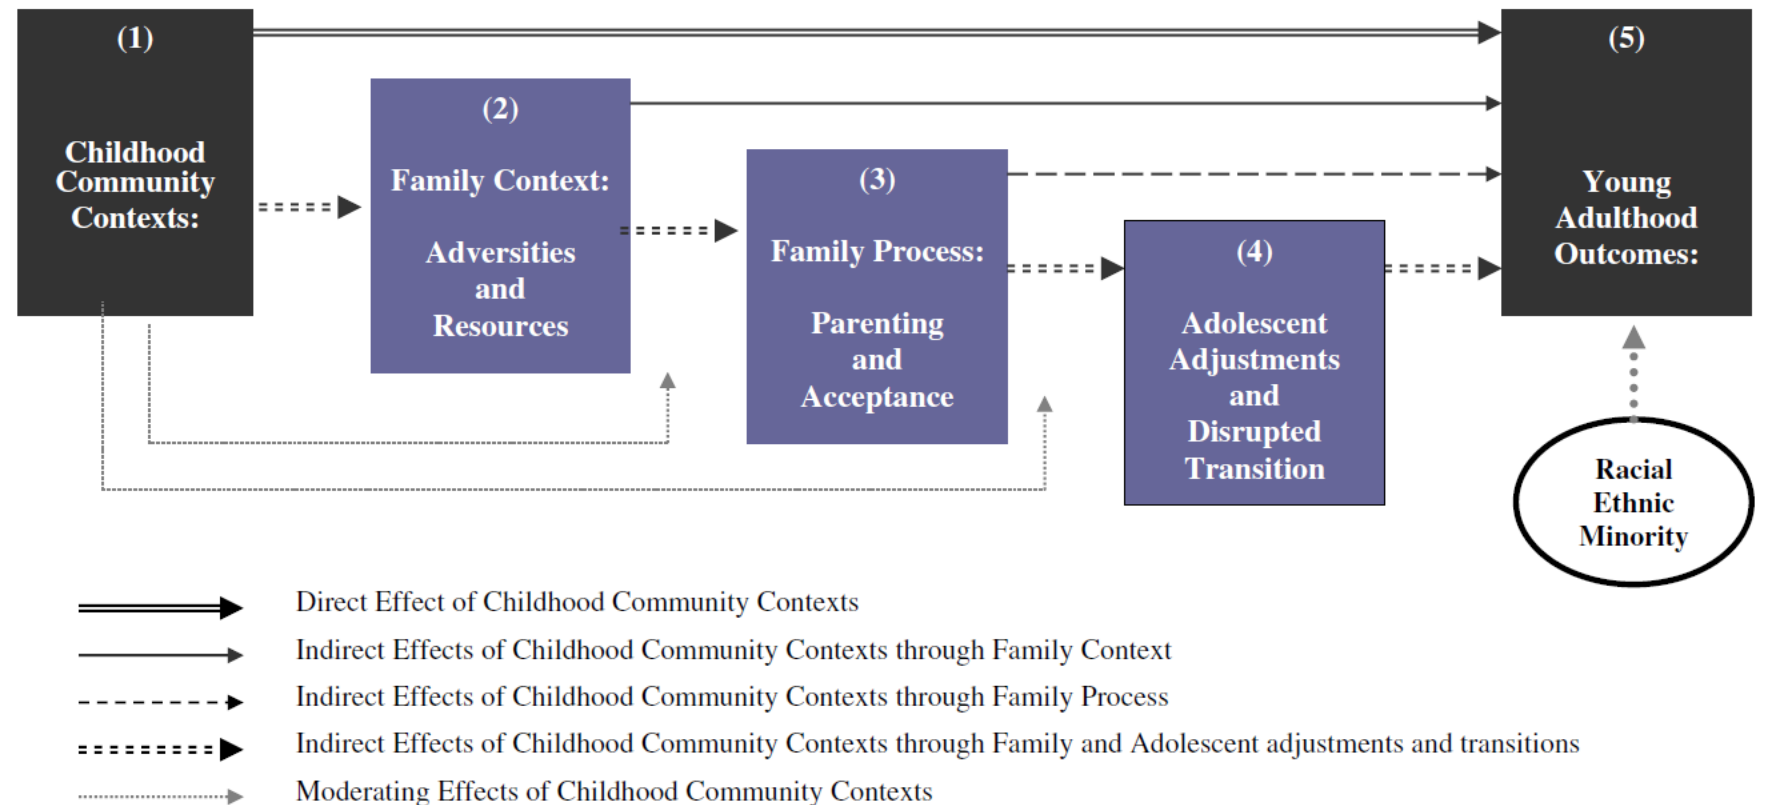 (1)
Childhood
Community
Contexts:
(2)
Family Context:
Adversities
and
Resources
(3)
Family Process:
Parenting
and
Acceptance
(4)
Adolescent
Adjustments
and
Disrupted
Transition
(5)
Young
Adulthood
Outcomes:
Racial
Ethnic
Minority
Direct Effect of Childhood Community Contexts
Indirect Effects of Childhood Community Contexts through Family Context
Indirect Effects of Childhood Community Contexts through Family Process
Indirect Effects of Childhood Community Contexts through Family and Adolescent adjustments and transitions
Moderating Effects of Childhood Community Contexts